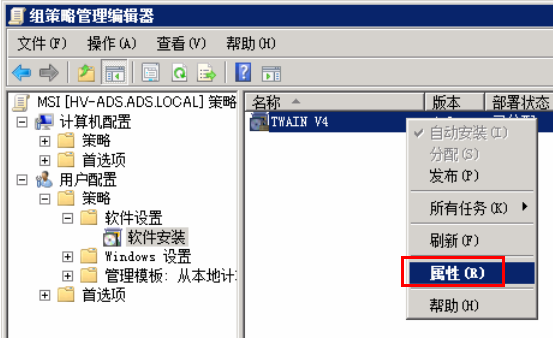 组策略管理编辑器
文件(F) 操作(A) 查看(V) 帮助(H)
MSI [HV-ADS.ADS.LOCAL] 策略
计算机配置
策略
首选项
用户配置
策略
软件设置
软件安装
Windows 设置
管理模板: 从本地计
首选项
名称 版本 部署状态
TWAIN V4
自动安装(I)
分配(S)
发布(P)
所有任务(K)
刷新(F)
属性(R)
帮助(H)